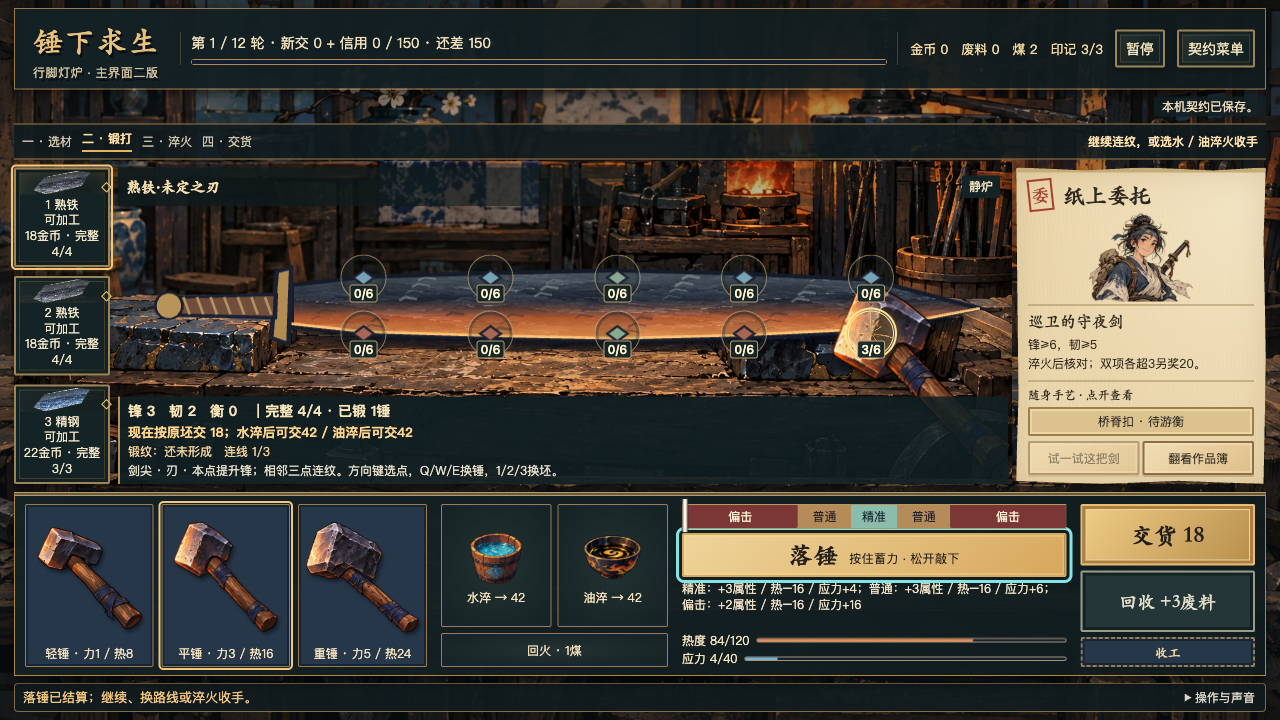 锤下求生
行脚灯炉 · 主界面二版
第 1 / 12 轮 · 新交 0 + 信用 0 / 150 · 还差 150
金币 0 废料 0 煤 2 印记 3/3
暂停
契约菜单
本机契约已保存。
一 · 选材 二 · 锻打 三 · 淬火 四 · 交货
继续连纹，或选水 / 油淬火收手
1 熟铁
可加工
18金币 · 完整
4/4
2 熟铁
可加工
18金币 · 完整
4/4
3 精钢
可加工
22金币 · 完整
3/3
熟铁·未定之刃
静炉
0/6 0/6 0/6 0/6 0/6
0/6 0/6 0/6 0/6 3/6
锋 3 韧 2 衡 0 ｜完整 4/4 · 已锻 1锤
现在按原坯交 18；水淬后可交42 / 油淬后可交42
锻纹：还未形成 连线 1/3
剑尖 · 刃 · 本点提升锋；相邻三点连纹。方向键选点，Q/W/E换锤，1/2/3换坯。
委 纸上委托
巡卫的守夜剑
锋≥6，韧≥5
淬火后核对；双项各超3另奖20。
随身手艺 · 点开查看
桥脊扣 · 待游衡
试一试这把剑
翻看作品簿
轻锤 · 力1 / 热8
平锤 · 力3 / 热16
重锤 · 力5 / 热24
水淬 → 42
油淬 → 42
回火 · 1煤
偏击 普通 精准 普通 偏击
落锤 按住蓄力 · 松开敲下
精准：+3属性 / 热−16 / 应力+4；普通：+3属性 / 热−16 / 应力+6；
偏击：+2属性 / 热−16 / 应力+16
热度 84/120
应力 4/40
交货 18
回收 +3废料
收工
落锤已结算；继续、换路线或淬火收手。
▶ 操作与声音